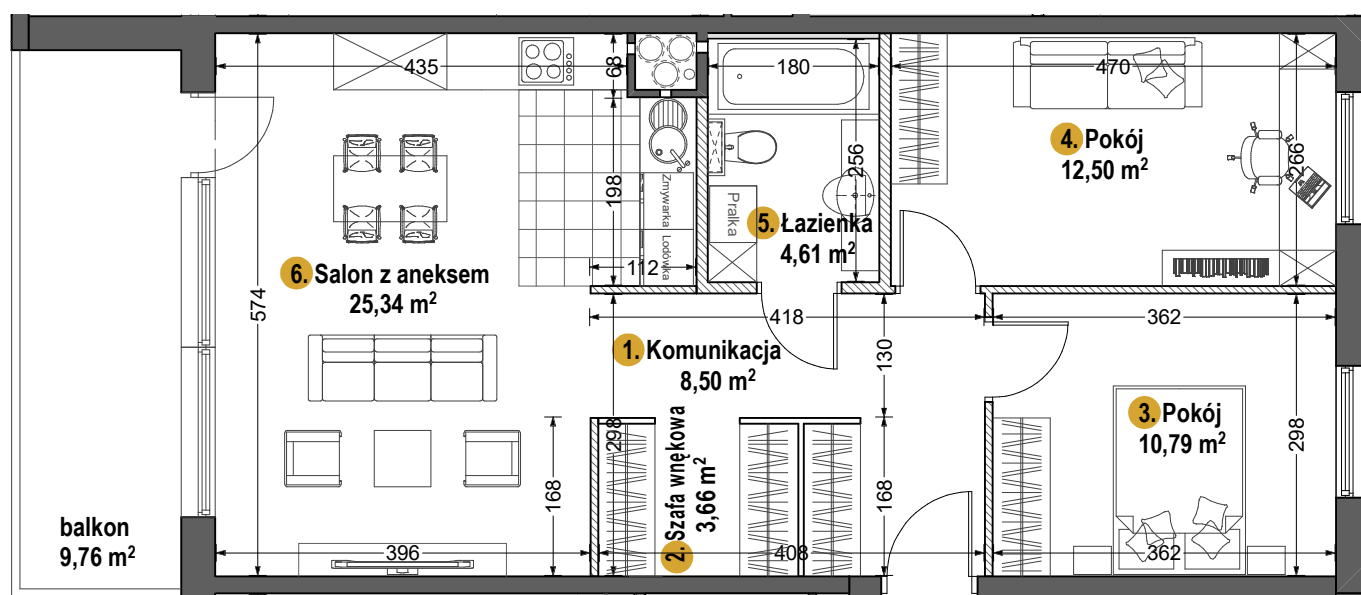 435
68
180
470
198
256
266
Zmywarka
Lodówka
Pralka
4. Pokój
12,50 m²
5. Łazienka
4,61 m²
6. Salon z aneksem
25,34 m²
112
574
418
362
1. Komunikacja
8,50 m²
130
298
2. Szafa wnękowa
3,66 m²
168
168
3. Pokój
10,79 m²
298
balkon
9,76 m²
396
408
362